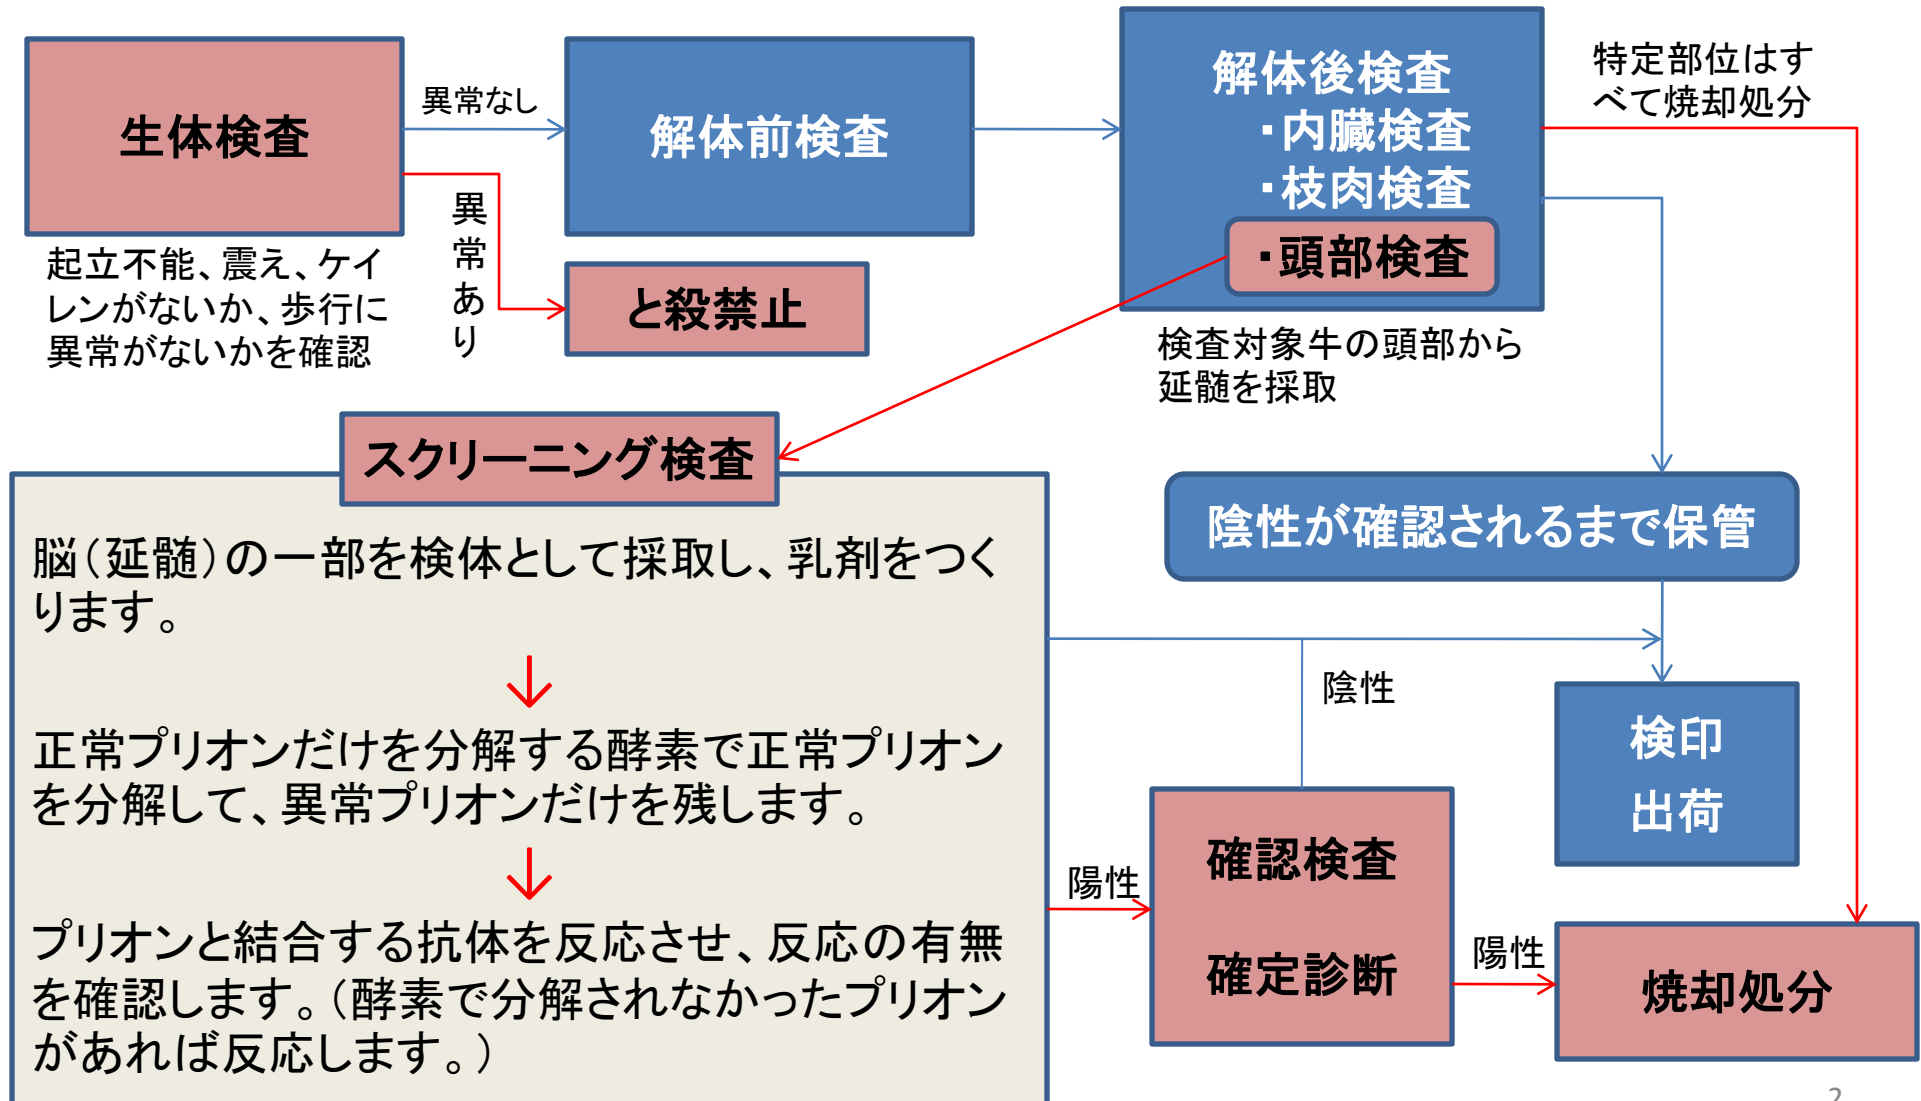 生体検査
異常なし
解体前検査
解体後検査
・内臓検査
・枝肉検査
・頭部検査
特定部位はす
べて焼却処分
異常あり
起立不能、震え、ケイ
レンがないか、歩行に
異常がないかを確認
と殺禁止
検査対象牛の頭部から
延髄を採取
スクリーニング検査
脳(延髄)の一部を検体として採取し、乳剤をつく
ります。
↓
正常プリオンだけを分解する酵素で正常プリオン
を分解して、異常プリオンだけを残します。
↓
プリオンと結合する抗体を反応させ、反応の有無
を確認します。(酵素で分解されなかったプリオン
があれば反応します。)
陰性が確認されるまで保管
陰性
検印
出荷
陽性
確認検査
確定診断
陽性
焼却処分
2